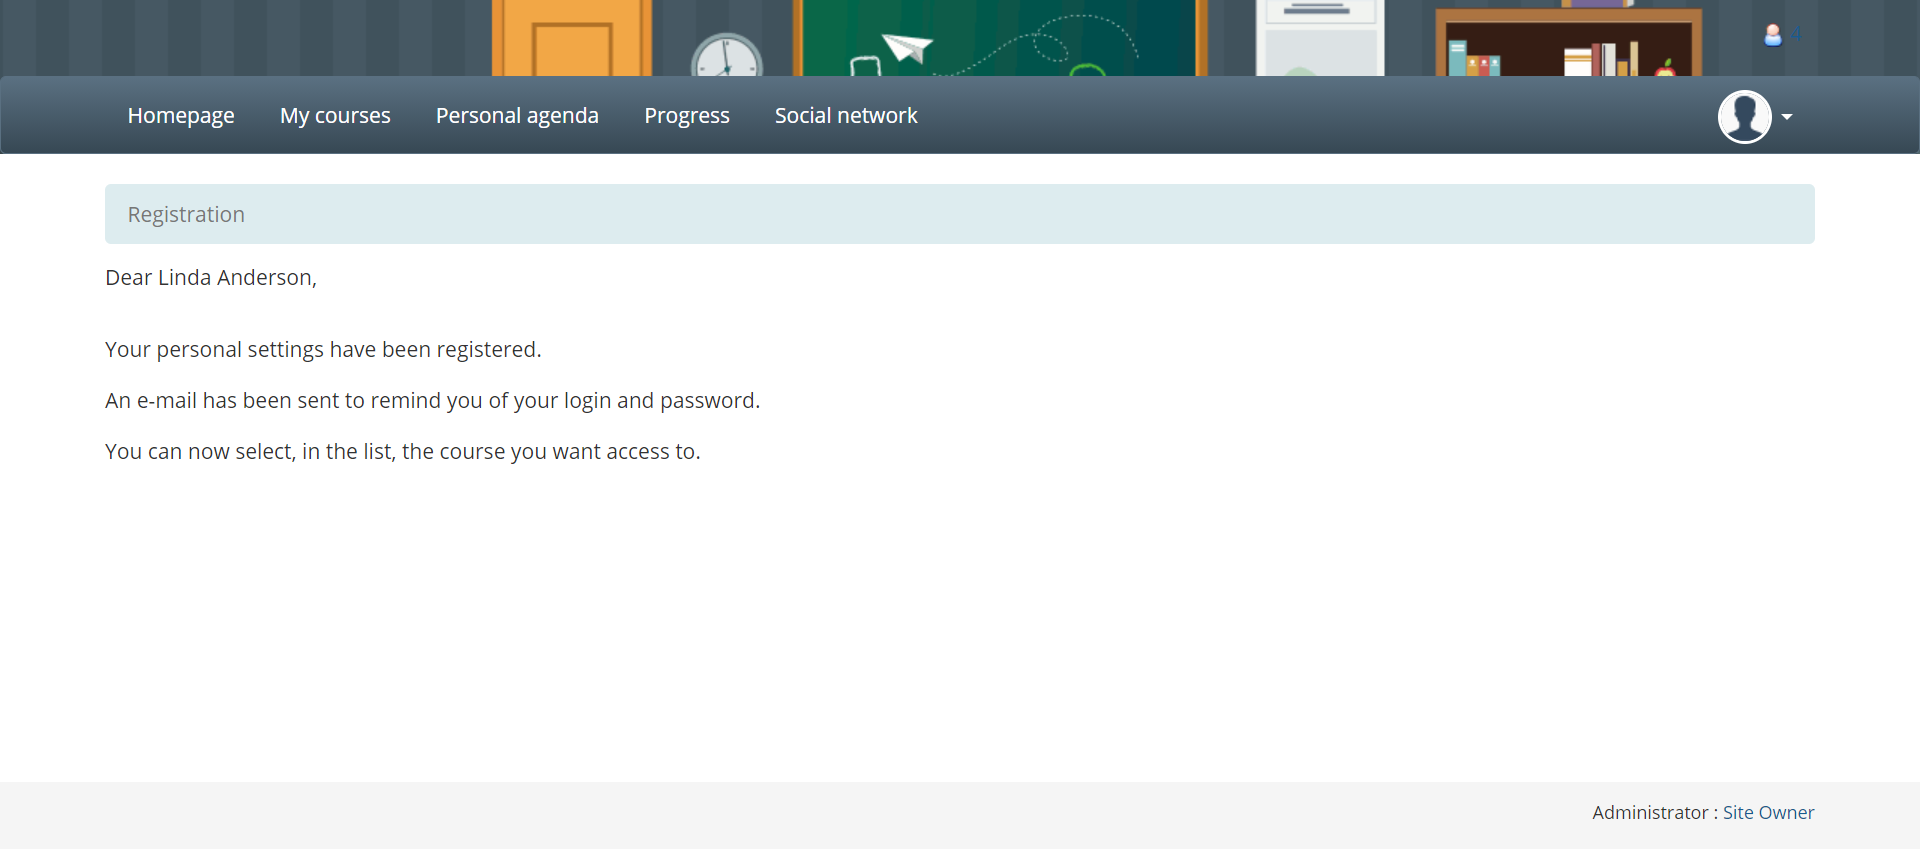 4
Homepage My courses Personal agenda Progress Social network
Registration
Dear Linda Anderson,
Your personal settings have been registered.
An e-mail has been sent to remind you of your login and password.
You can now select, in the list, the course you want access to.
Administrator : Site Owner